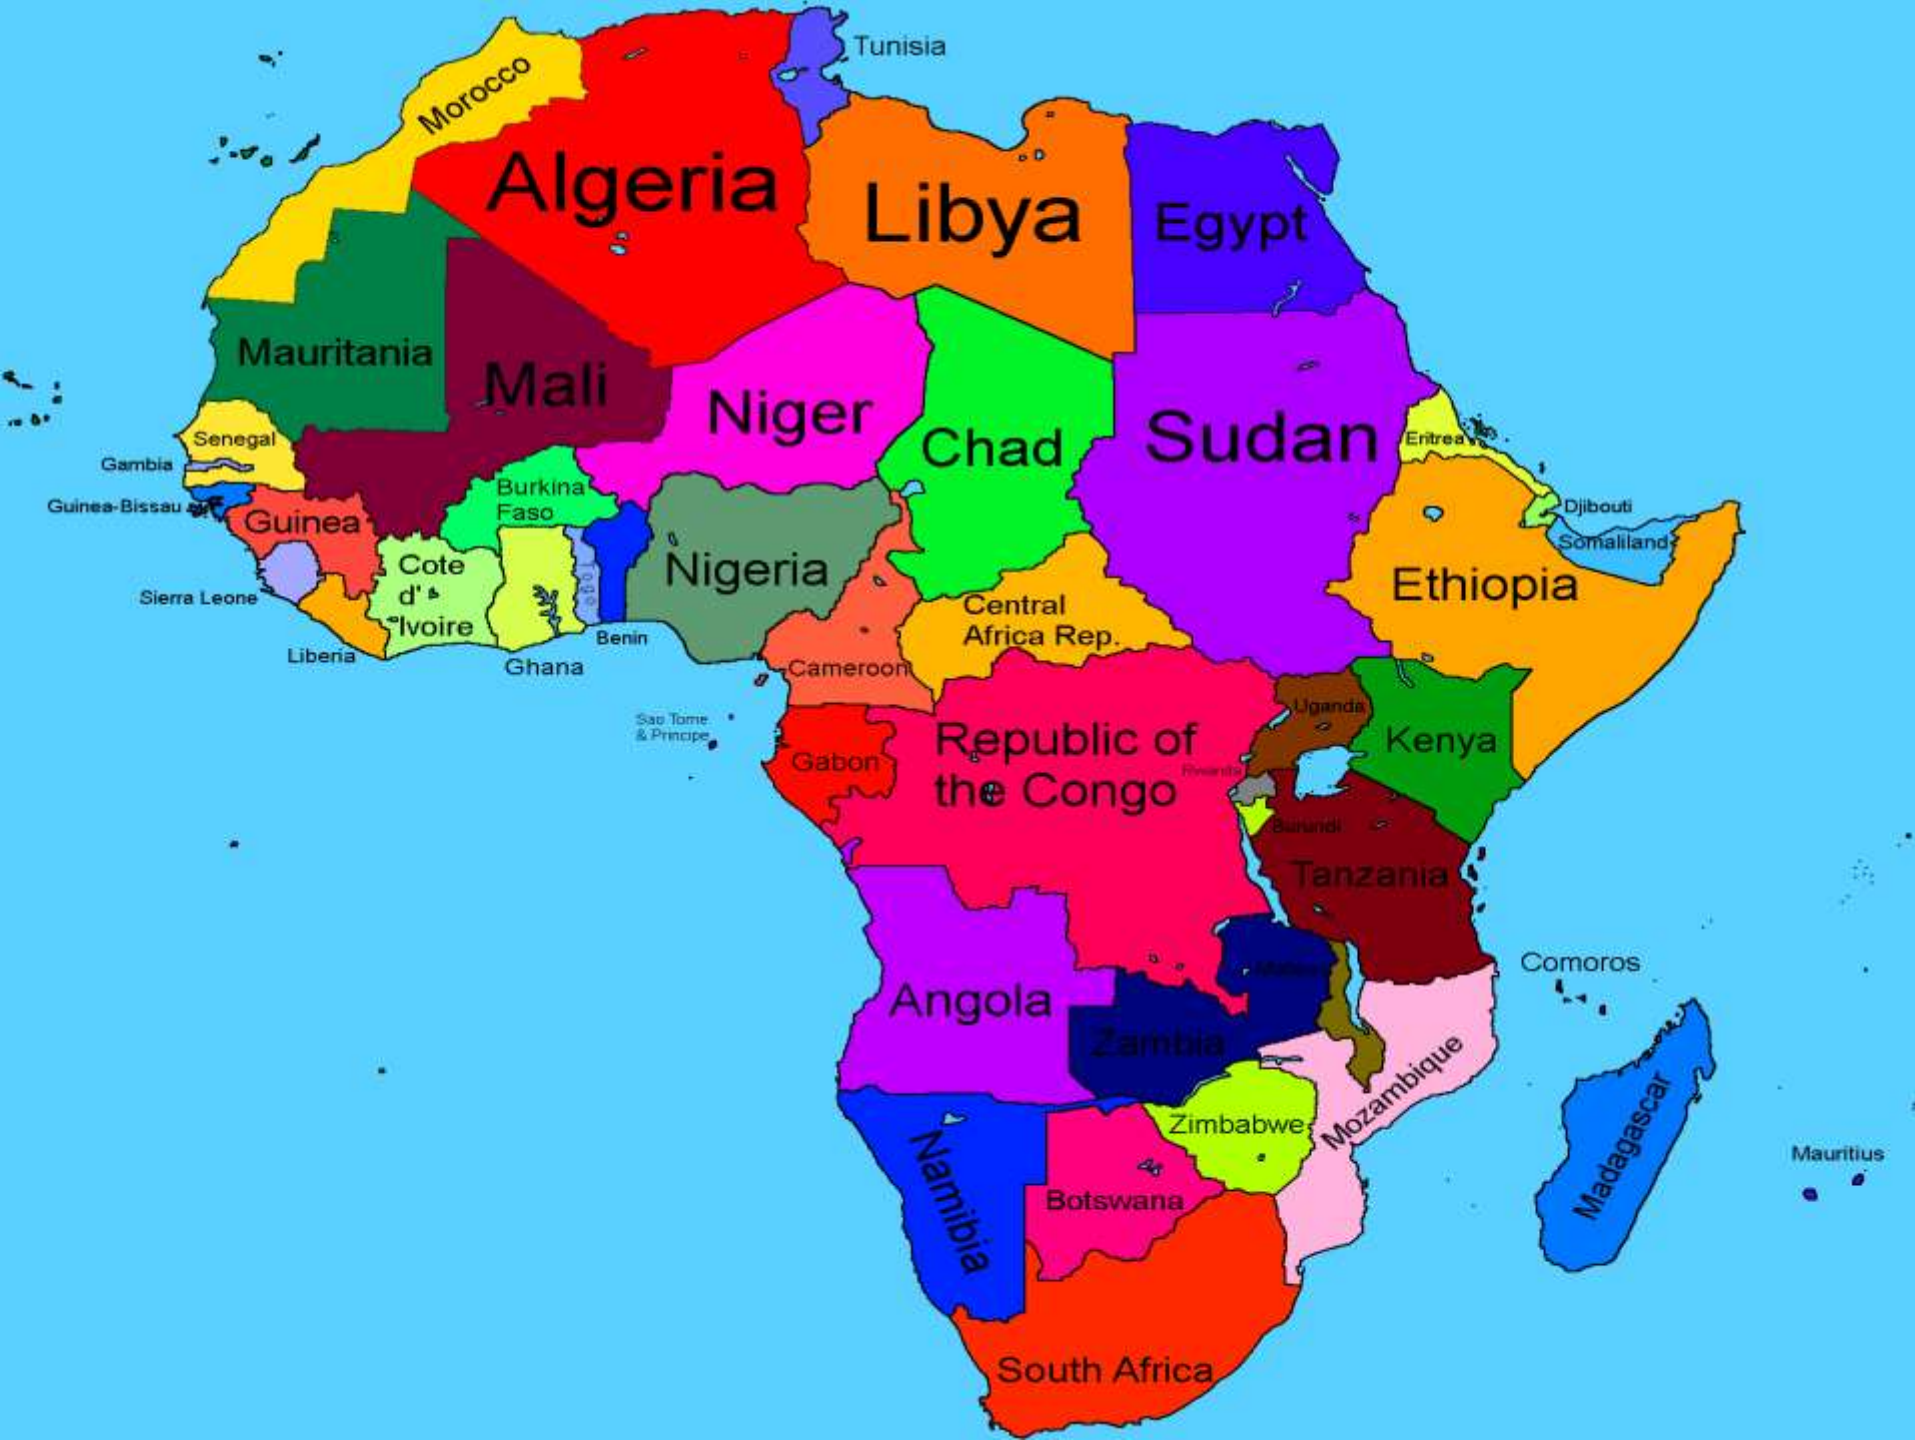 Tunisia
Morocco
Algeria
Libya
Egypt
Mauritania
Mali
Niger
Chad
Sudan
Senegal
Eritrea
Gambia
Guinea-Bissau
Guinea
Burkina
Faso
Djibouti
Somaliland
Cote
d'
Ivoire
Togo
Nigeria
Ethiopia
Sierra Leone
Central
Africa Rep.
Liberia
Ghana
Benin
Cameroon
Sao Tome
& Principe
Gabon
Republic of
the Congo
Uganda
Kenya
Rwanda
Burundi
Tanzania
Comoros
Angola
Malawi
Zambia
Mozambique
Zimbabwe
Madagascar
Mauritius
Namibia
Botswana
South Africa